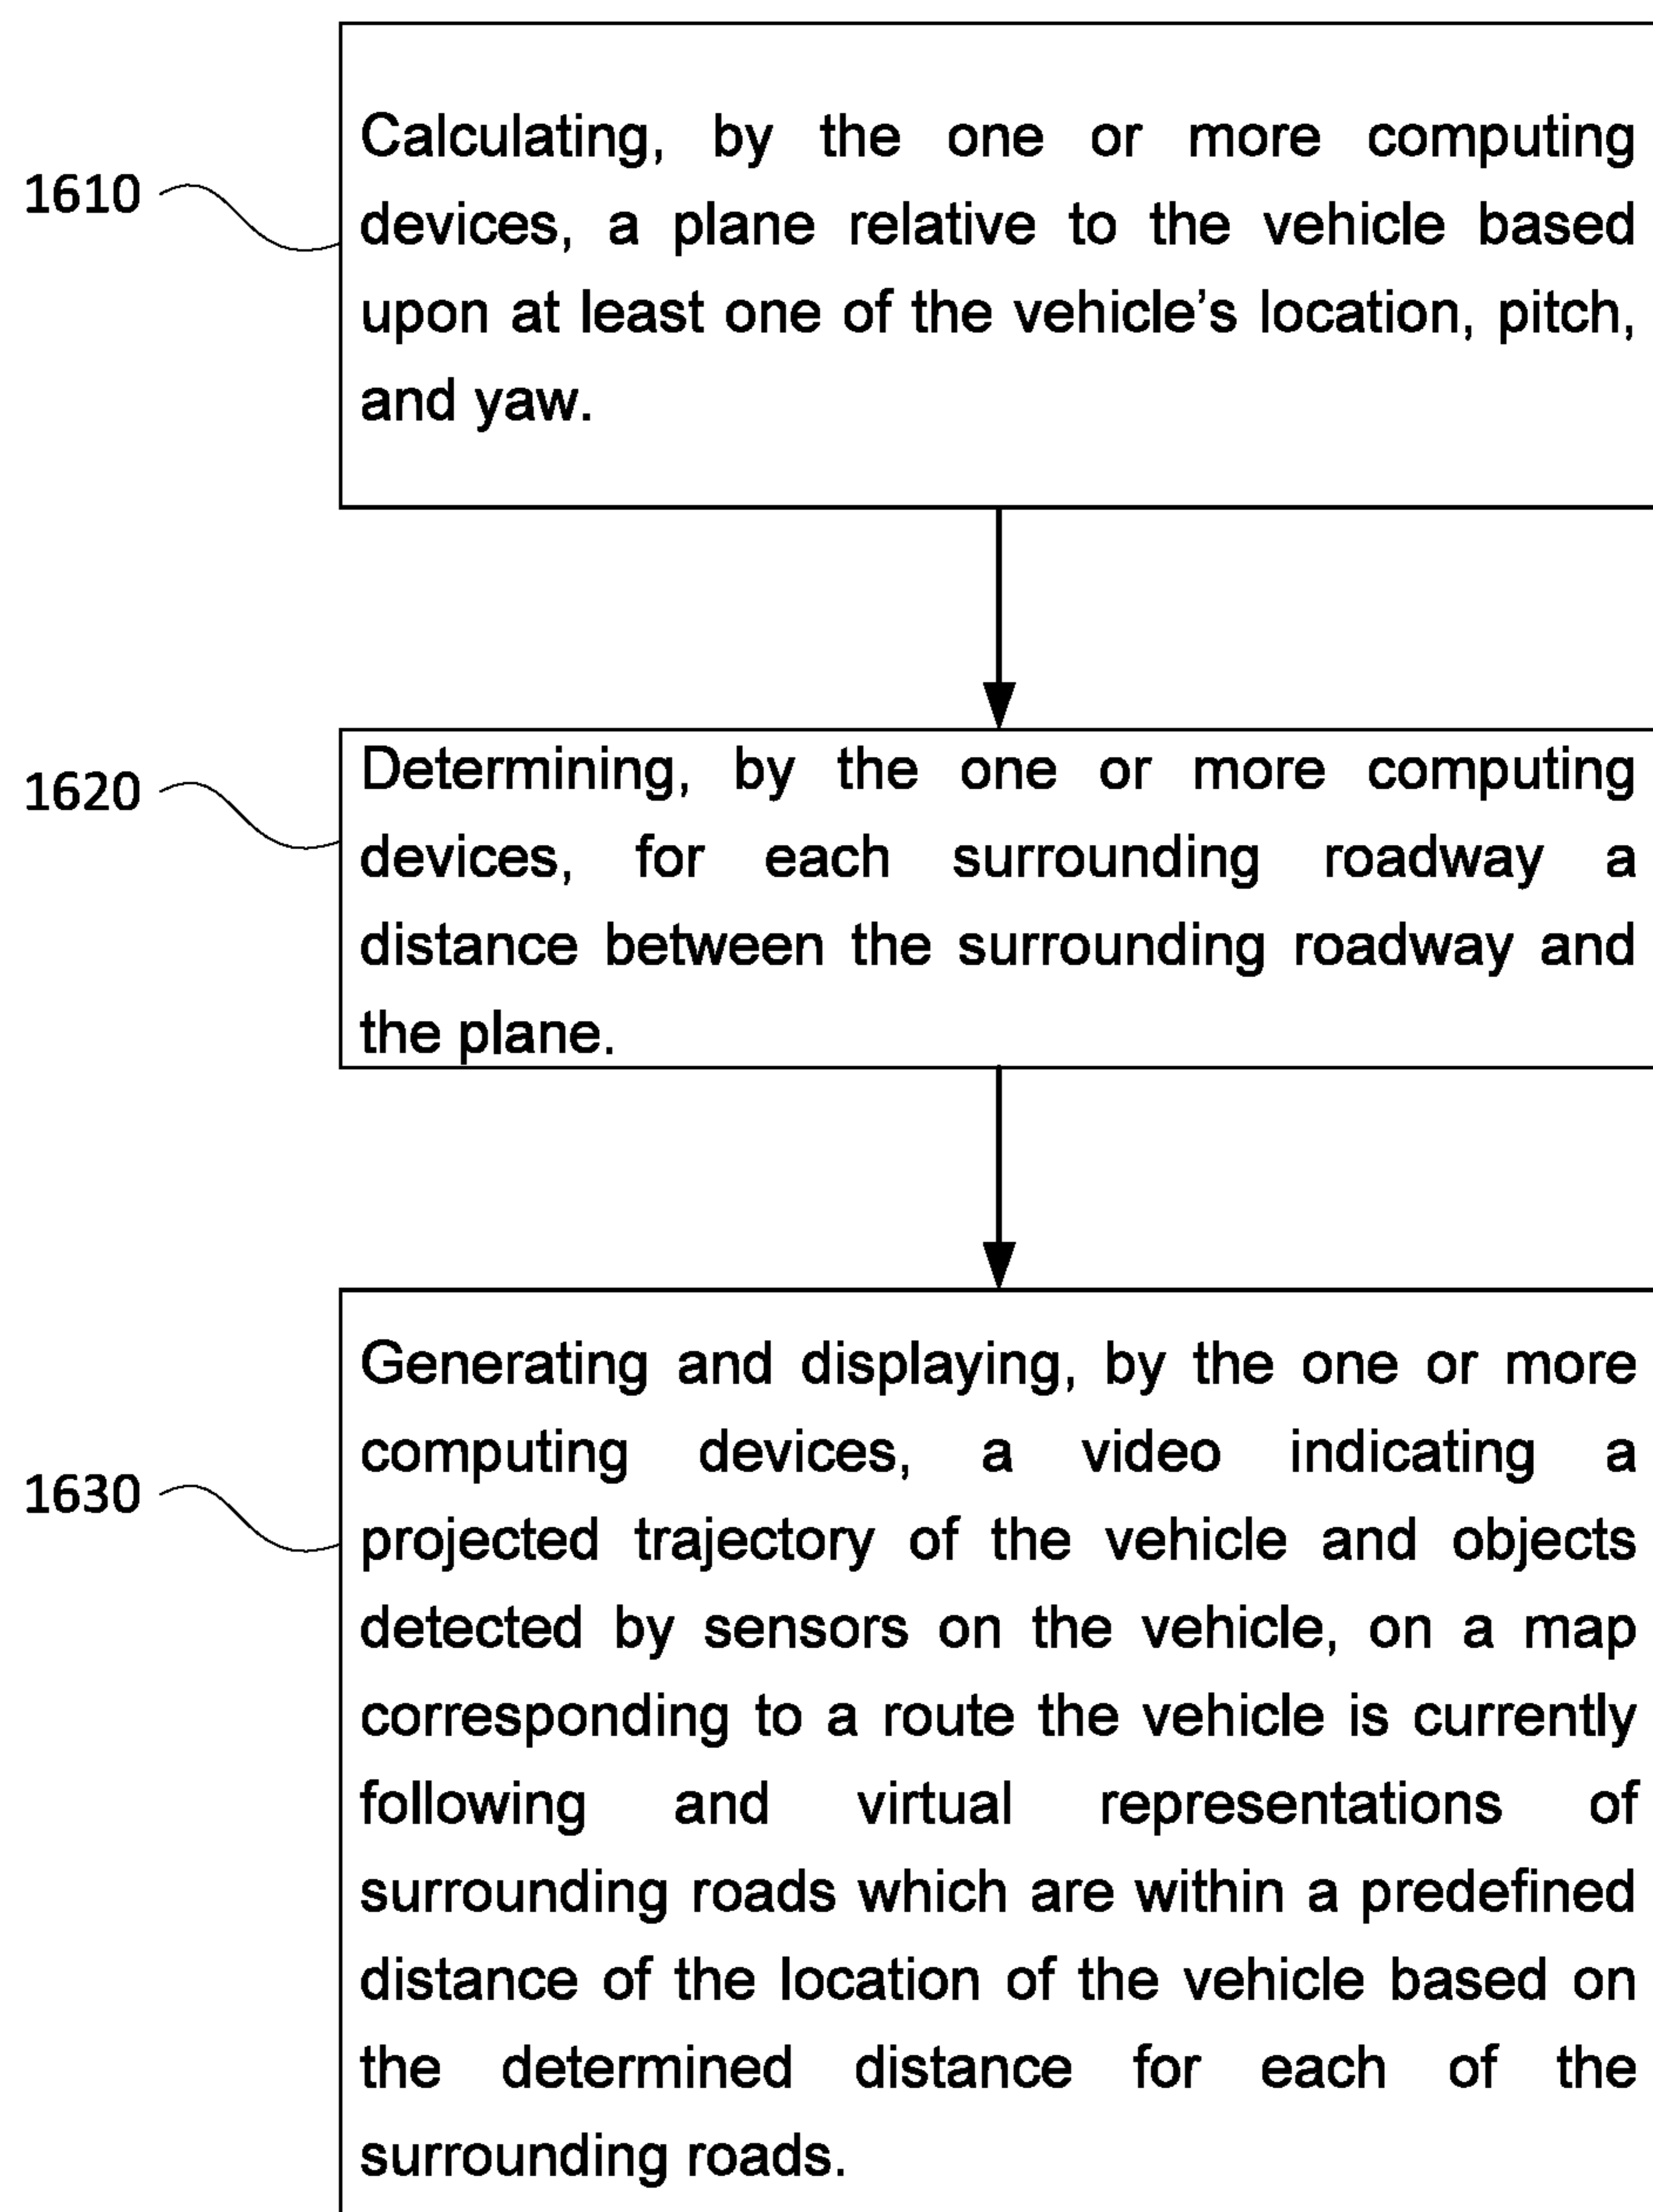 1610
Calculating, by the one or more computing
devices, a plane relative to the vehicle based
upon at least one of the vehicle’s location, pitch,
and yaw.
1620
Determining, by the one or more computing
devices, for each surrounding roadway a
distance between the surrounding roadway and
the plane.
1630
Generating and displaying, by the one or more
computing devices, a video indicating a
projected trajectory of the vehicle and objects
detected by sensors on the vehicle, on a map
corresponding to a route the vehicle is currently
following and virtual representations of
surrounding roads which are within a predefined
distance of the location of the vehicle based on
the determined distance for each of the
surrounding roads.